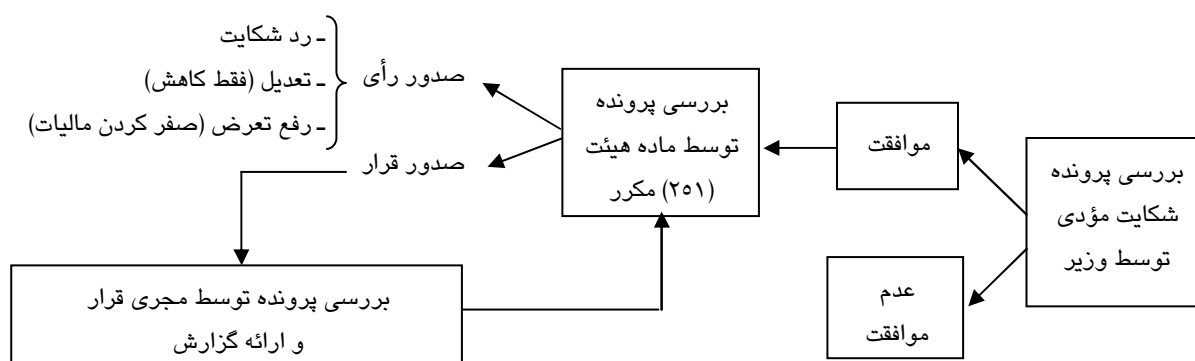 بررسی پرونده
شکایت مؤدی
توسط وزیر
موافقت
عدم
موافقت
بررسی پرونده
توسط ماده هیئت
(۲۵۱) مکرر
صدور رأی
ـ رد شکایت
ـ تعدیل (فقط کاهش)
ـ رفع تعرض (صفر کردن مالیات)
صدور قرار
بررسی پرونده توسط مجری قرار
و ارائه گزارش